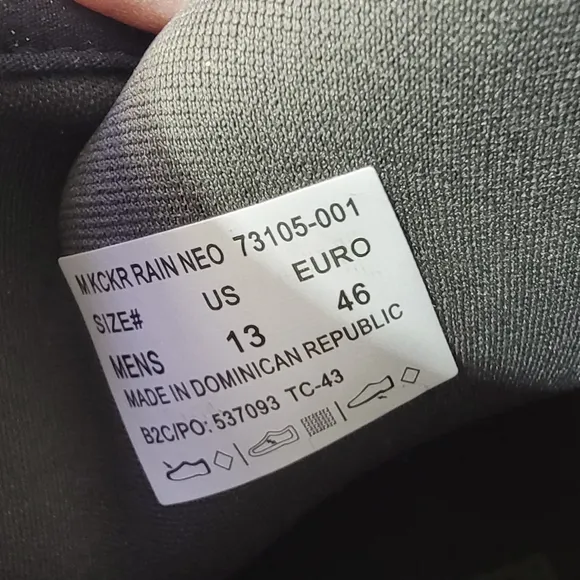 M KCKR RAIN NEO 73105-001
SIZE# US EURO
MENS 13 46
MADE IN DOMINICAN REPUBLIC
B2C/PO: 537093 TC-43